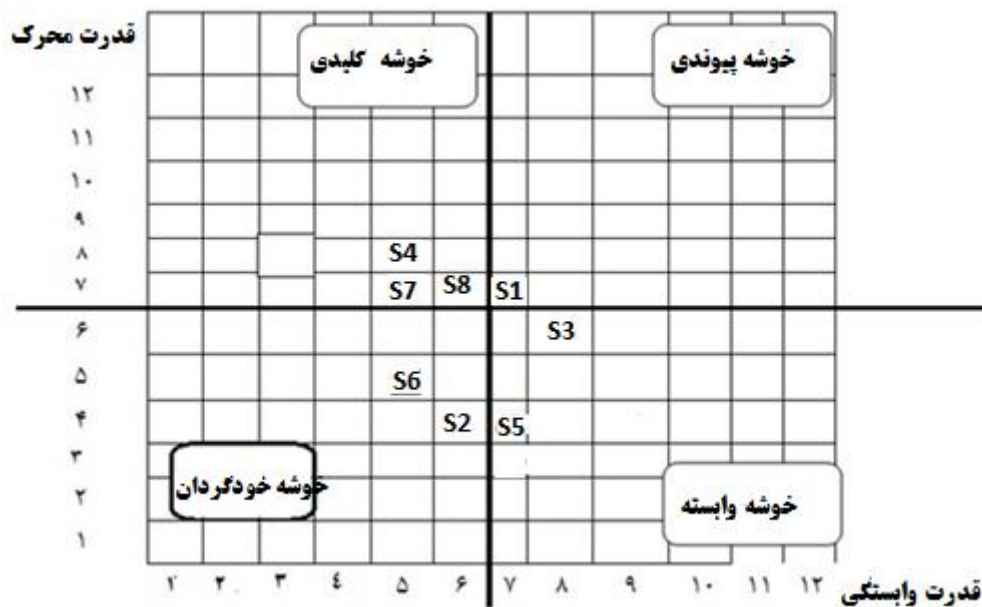 قدرت محرک
خوشه کلیدی
خوشه پیوندی
۱۲
۱۱
۱۰
۹
۸ S4
۷ S7 S8 S1
۶ S3
۵ S6
۴ S2 S5
۳
خوشه خودگردان
خوشه وابسته
۲
۱
۱ ۲ ۳ ٤ ۵ ۶ ۷ ۸ ۹ ۱۰ ۱۱ ۱۲ قدرت وابستگی